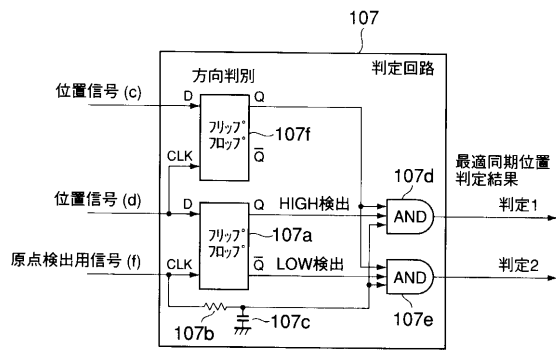 107
方向判別
判定回路
位置信号 (c)
D
Q
フリップ
フロップ
107f
Q̅
CLK
107d
最適同期位置
判定結果
位置信号 (d)
D
Q
HIGH検出
AND
判定1
フリップ
フロップ
107a
原点検出用信号 (f)
CLK
Q̅
LOW検出
AND
判定2
107b
107c
107e